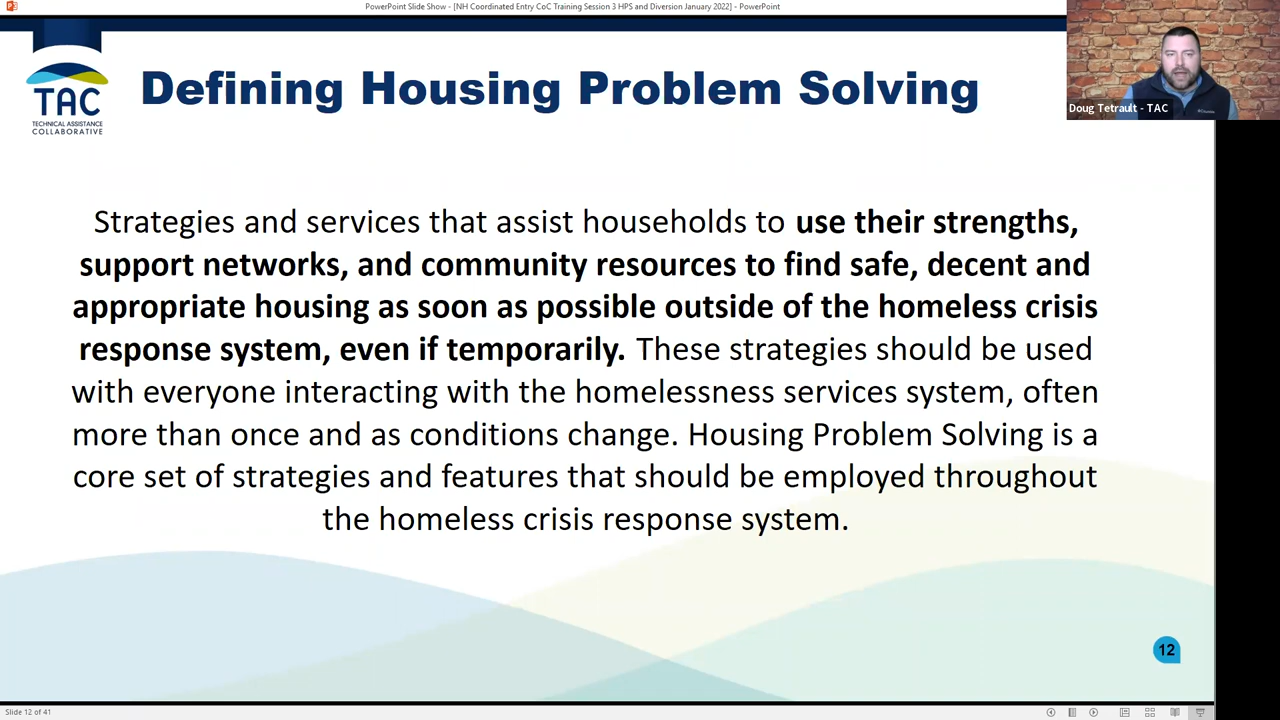 PowerPoint Slide Show - [NH Coordinated Entry CoC Training Session 3 HPS and Diversion January 2022] - PowerPoint
TAC
TECHNICAL ASSISTANCE
COLLABORATIVE
Defining Housing Problem Solving
Doug Tetrault - TAC
Strategies and services that assist households to use their strengths,
support networks, and community resources to find safe, decent and
appropriate housing as soon as possible outside of the homeless crisis
response system, even if temporarily. These strategies should be used
with everyone interacting with the homelessness services system, often
more than once and as conditions change. Housing Problem Solving is a
core set of strategies and features that should be employed throughout
the homeless crisis response system.
12
Slide 12 of 41